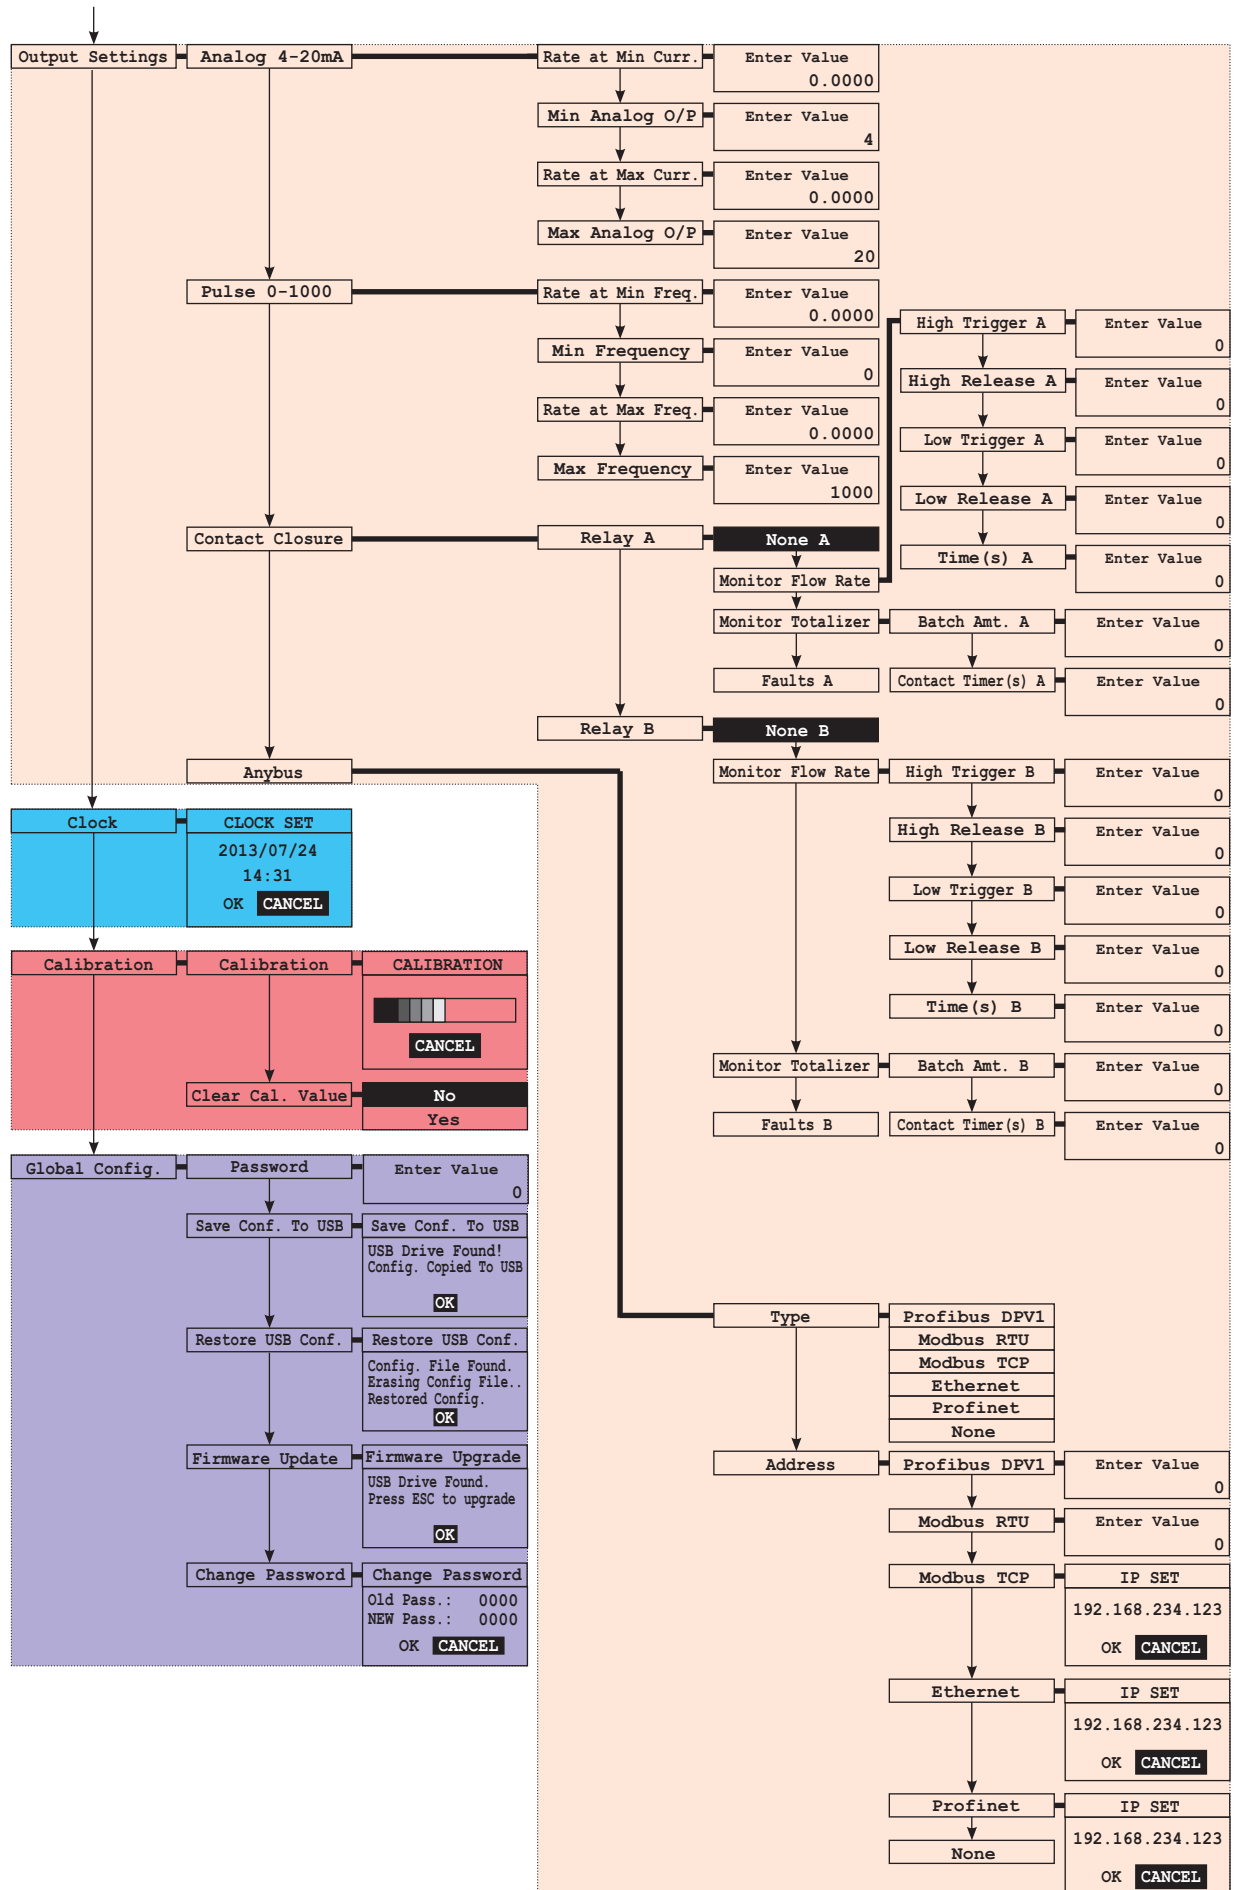 Output Settings
Analog 4-20mA
Rate at Min Curr.
Enter Value
0.0000
Min Analog O/P
Enter Value
4
Rate at Max Curr.
Enter Value
0.0000
Max Analog O/P
Enter Value
20
Pulse 0-1000
Rate at Min Freq.
Enter Value
0.0000
Min Frequency
Enter Value
0
Rate at Max Freq.
Enter Value
0.0000
Max Frequency
Enter Value
1000
Contact Closure
Relay A
None A
Monitor Flow Rate
High Trigger A
Enter Value
0
High Release A
Enter Value
0
Low Trigger A
Enter Value
0
Low Release A
Enter Value
0
Time(s) A
Enter Value
0
Monitor Totalizer
Batch Amt. A
Enter Value
0
Contact Timer(s) A
Enter Value
0
Faults A
Relay B
None B
Monitor Flow Rate
High Trigger B
Enter Value
0
High Release B
Enter Value
0
Low Trigger B
Enter Value
0
Low Release B
Enter Value
0
Time(s) B
Enter Value
0
Monitor Totalizer
Batch Amt. B
Enter Value
0
Contact Timer(s) B
Enter Value
0
Faults B
Anybus
Type
Profibus DPV1
Modbus RTU
Modbus TCP
Ethernet
Profinet
None
Address
Profibus DPV1
Enter Value
0
Modbus RTU
Enter Value
0
Modbus TCP
IP SET
192.168.234.123
OK CANCEL
Ethernet
IP SET
192.168.234.123
OK CANCEL
Profinet
IP SET
192.168.234.123
OK CANCEL
None
Clock
CLOCK SET
2013/07/24
14:31
OK CANCEL
Calibration
Calibration
CALIBRATION
CANCEL
Clear Cal. Value
No
Yes
Global Config.
Password
Enter Value
0
Save Conf. To USB
Save Conf. To USB
USB Drive Found!
Config. Copied To USB
OK
Restore USB Conf.
Restore USB Conf.
Config. File Found.
Erasing Config File..
Restored Config.
OK
Firmware Update
Firmware Upgrade
USB Drive Found.
Press ESC to upgrade
OK
Change Password
Change Password
Old Pass.: 0000
NEW Pass.: 0000
OK CANCEL